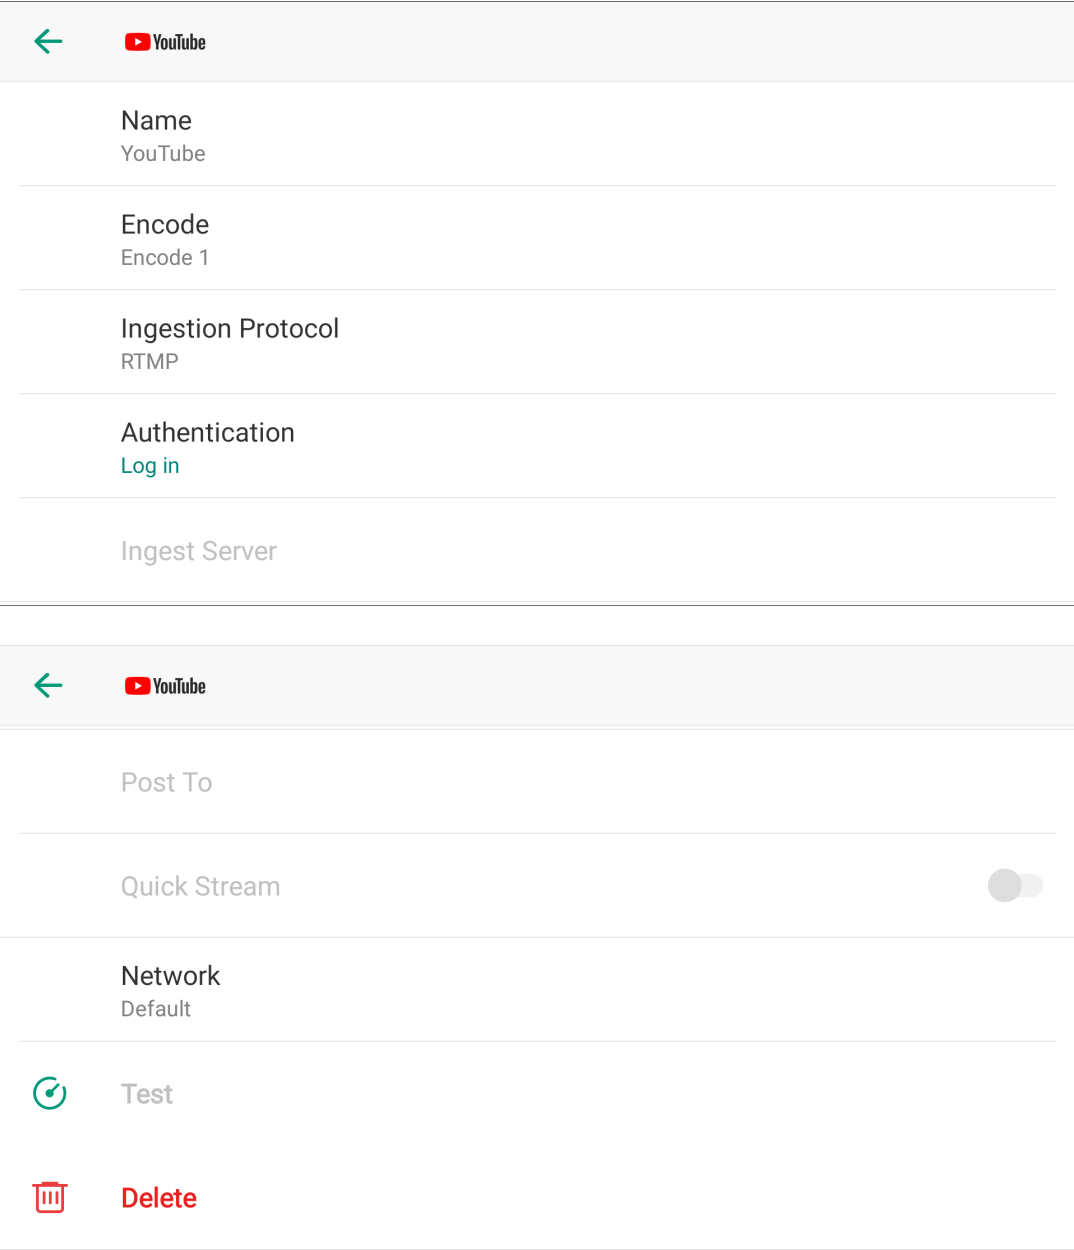 YouTube
Name
YouTube
Encode
Encode 1
Ingestion Protocol
RTMP
Authentication
Log in
Ingest Server
YouTube
Post To
Quick Stream
Network
Default
Test
Delete